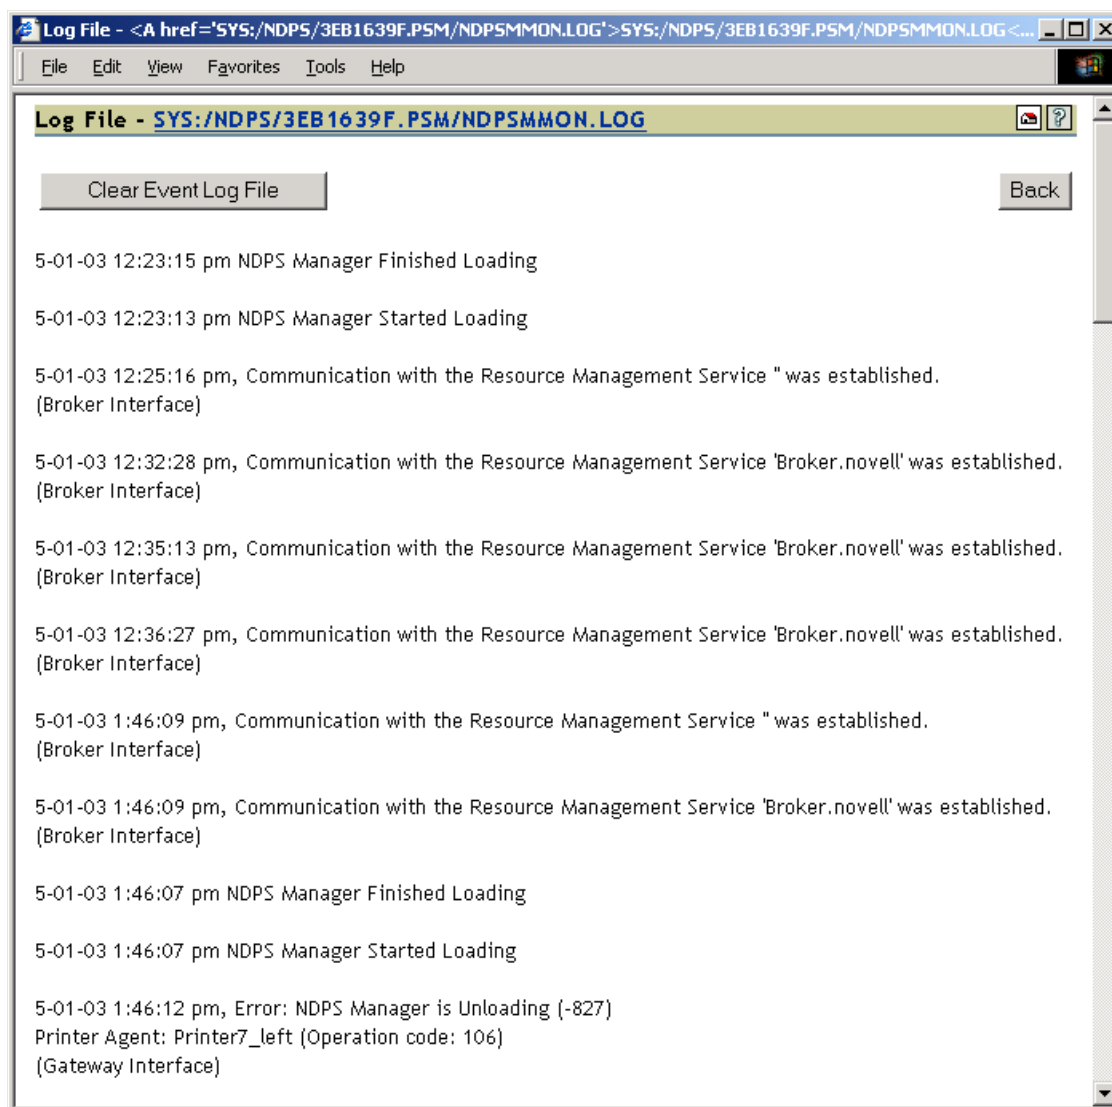 Log File - <A href='SYS:/NDPS/3EB1639F.PSM/NDPSMMON.LOG'>SYS:/NDPS/3EB1639F.PSM/NDPSMMON.LOG<...
File Edit View Favorites Tools Help
Log File - SYS:/NDPS/3EB1639F.PSM/NDPSMMON.LOG
Clear Event Log File Back
5-01-03 12:23:15 pm NDPS Manager Finished Loading
5-01-03 12:23:13 pm NDPS Manager Started Loading
5-01-03 12:25:16 pm, Communication with the Resource Management Service '' was established.
(Broker Interface)
5-01-03 12:32:28 pm, Communication with the Resource Management Service 'Broker.novell' was established.
(Broker Interface)
5-01-03 12:35:13 pm, Communication with the Resource Management Service 'Broker.novell' was established.
(Broker Interface)
5-01-03 12:36:27 pm, Communication with the Resource Management Service 'Broker.novell' was established.
(Broker Interface)
5-01-03 1:46:09 pm, Communication with the Resource Management Service '' was established.
(Broker Interface)
5-01-03 1:46:09 pm, Communication with the Resource Management Service 'Broker.novell' was established.
(Broker Interface)
5-01-03 1:46:07 pm NDPS Manager Finished Loading
5-01-03 1:46:07 pm NDPS Manager Started Loading
5-01-03 1:46:12 pm, Error: NDPS Manager is Unloading (-827)
Printer Agent: Printer7_left (Operation code: 106)
(Gateway Interface)